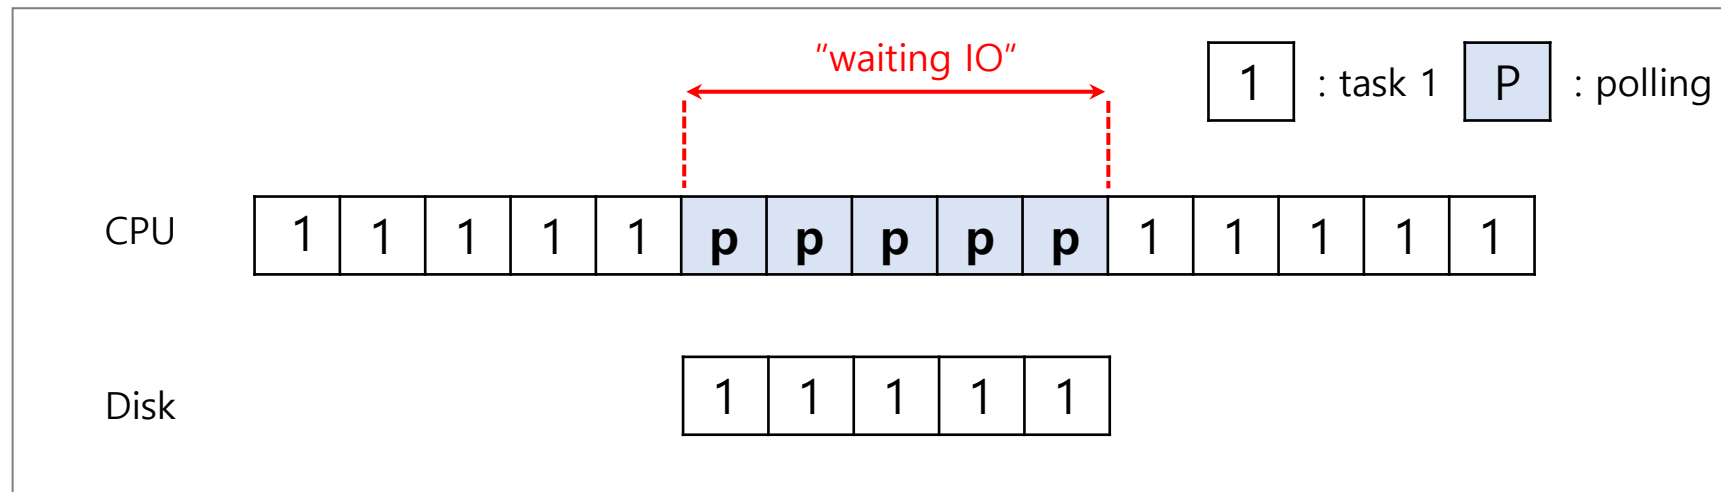 “waiting IO”
1 : task 1 P : polling
CPU 1 1 1 1 1 p p p p p 1 1 1 1 1
Disk 1 1 1 1 1